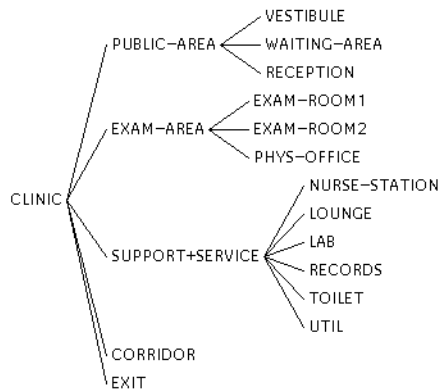 VESTIBULE
PUBLIC-AREA
WAITING-AREA
RECEPTION
EXAM-ROOM1
EXAM-AREA
EXAM-ROOM2
PHYS-OFFICE
NURSE-STATION
CLINIC
LOUNGE
LAB
SUPPORT+SERVICE
RECORDS
TOILET
UTIL
CORRIDOR
EXIT